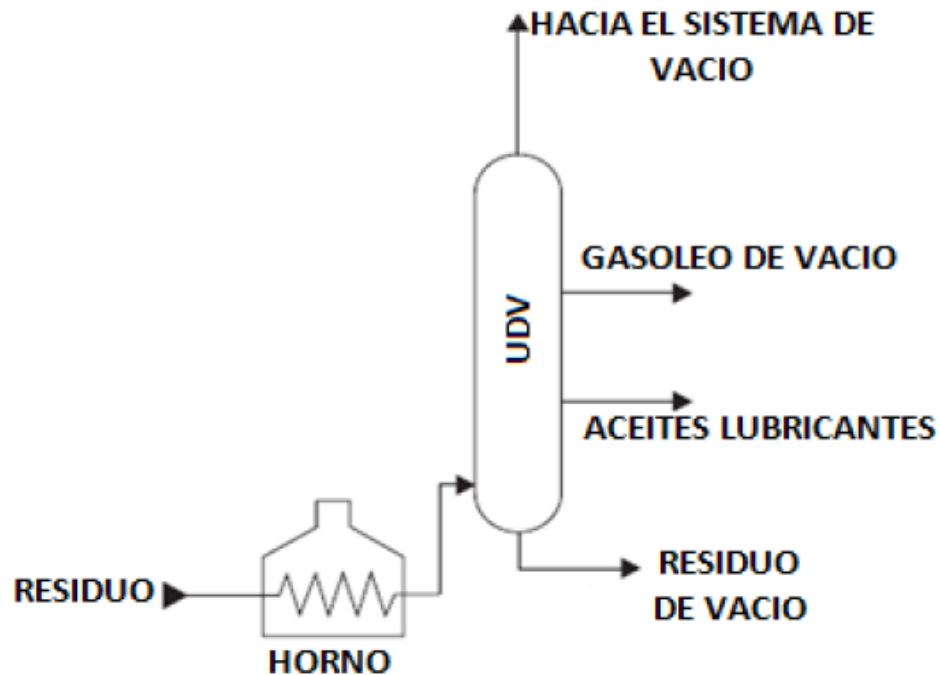 HACIA EL SISTEMA DE
VACIO
GASOLEO DE VACIO
UDV
ACEITES LUBRICANTES
RESIDUO
DE VACIO
RESIDUO
HORNO